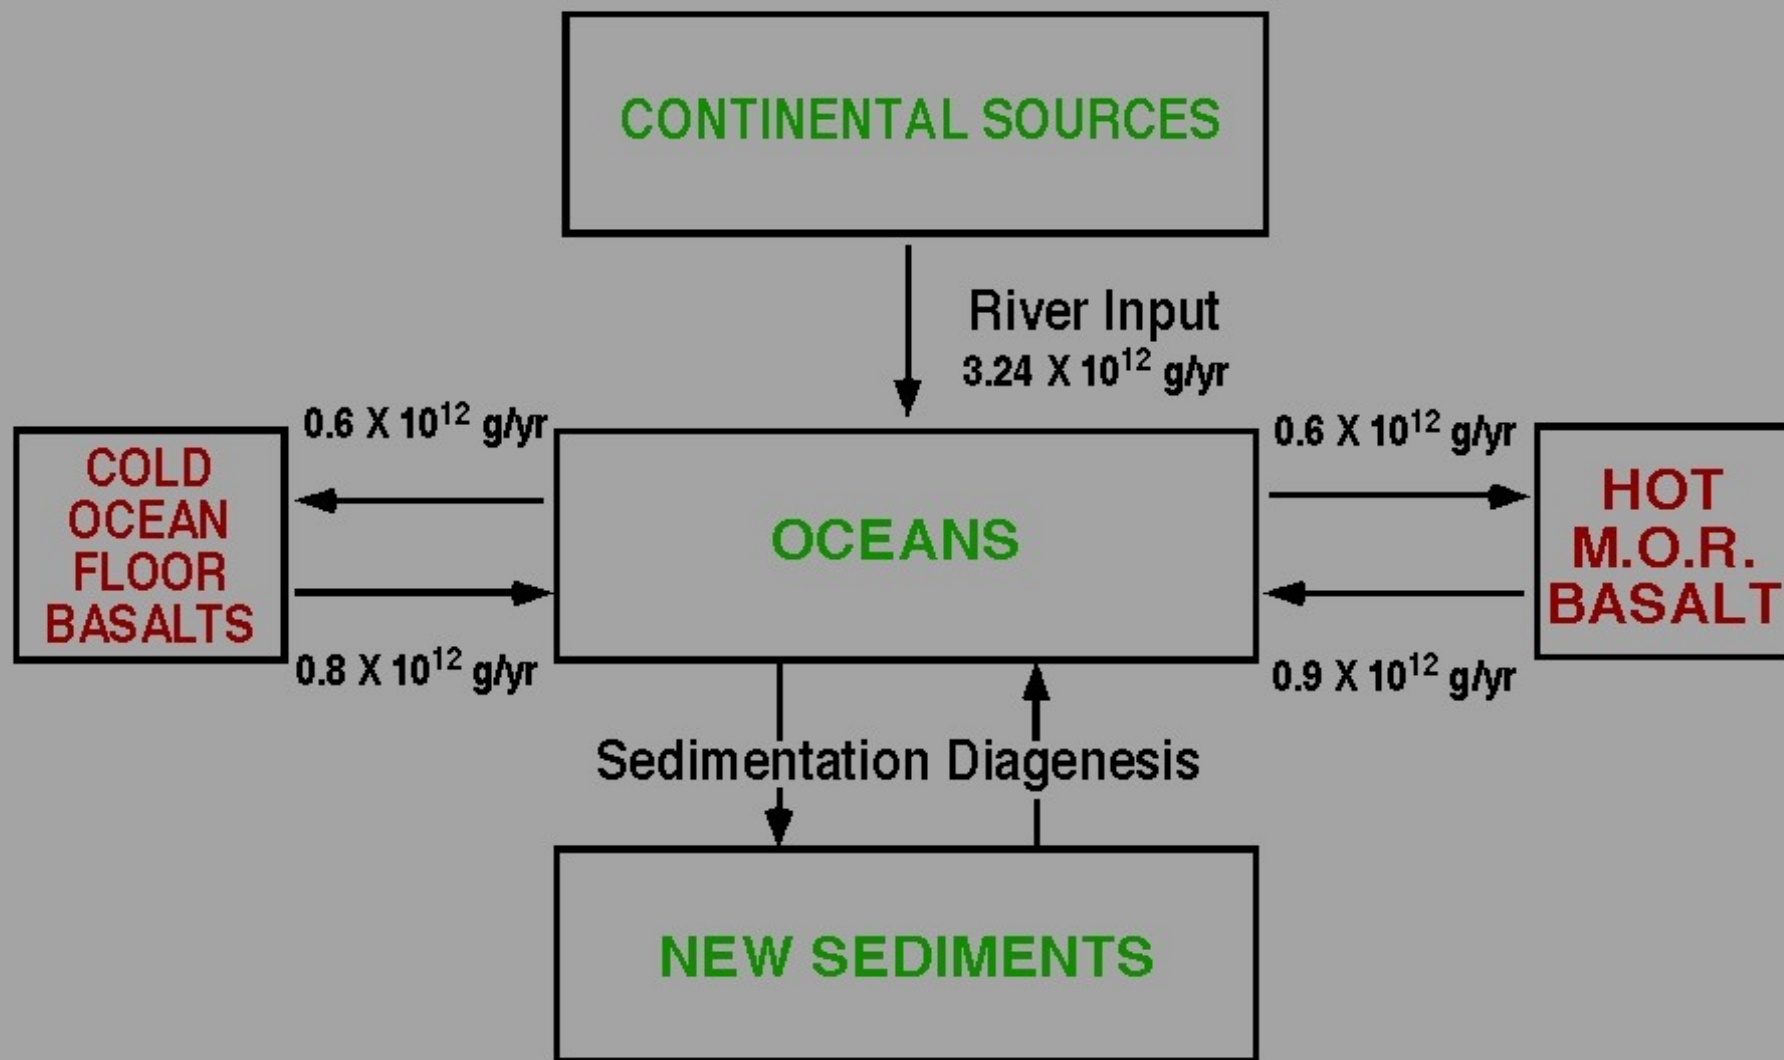 CONTINENTAL SOURCES
River Input
3.24 X 10¹² g/yr
0.6 X 10¹² g/yr
0.6 X 10¹² g/yr
COLD
OCEAN
FLOOR
BASALTS
OCEANS
HOT
M.O.R.
BASALT
0.8 X 10¹² g/yr
0.9 X 10¹² g/yr
Sedimentation Diagenesis
NEW SEDIMENTS